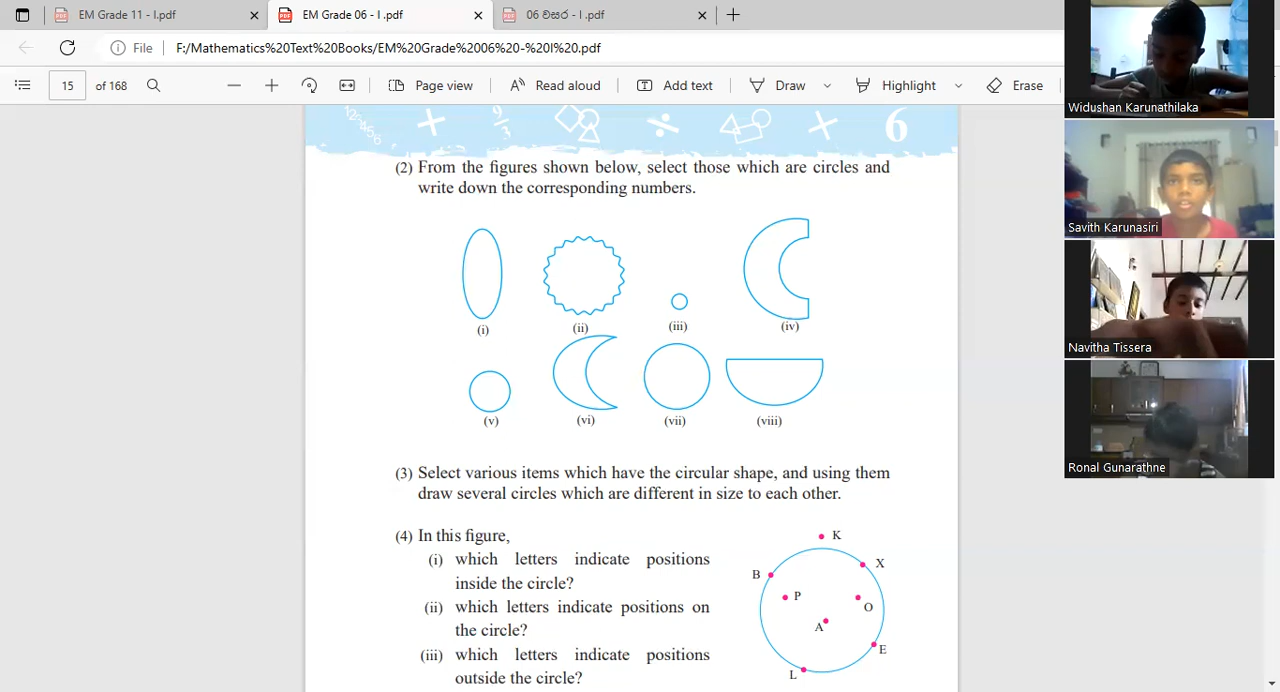 EM Grade 11 - I.pdf
EM Grade 06 - I .pdf
06 වසර - I .pdf
File
F:/Mathematics%20Text%20Books/EM%20Grade%2006%20-%20I%20.pdf
15
of 168
Page view
Read aloud
Add text
Draw
Highlight
Erase
6
(2) From the figures shown below, select those which are circles and
write down the corresponding numbers.
(i)
(ii)
(iii)
(iv)
(v)
(vi)
(vii)
(viii)
(3) Select various items which have the circular shape, and using them
draw several circles which are different in size to each other.
(4) In this figure,
(i) which letters indicate positions
inside the circle?
(ii) which letters indicate positions on
the circle?
(iii) which letters indicate positions
outside the circle?
K
X
B
P
O
A
E
L
Widushan Karunathilaka
Savith Karunasiri
Navitha Tissera
Ronal Gunarathne